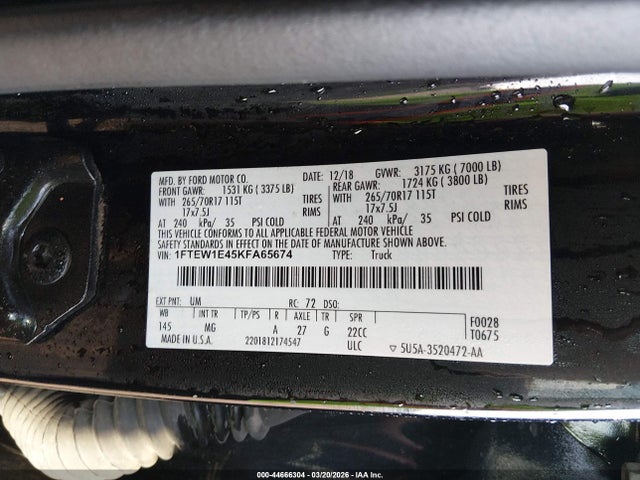 MFD. BY FORD MOTOR CO.
12/18 GVWR: 3175 KG ( 7000 LB)
FRONT GAWR: 1531 KG ( 3375 LB)
REAR GAWR: 1724 KG ( 3800 LB)
WITH 265/70R17 115T TIRES
265/70R17 115T TIRES
17x7.5J RIMS
WITH 17x7.5J RIMS
AT 240 kPa/ 35 PSI COLD
AT 240 kPa/ 35 PSI COLD
THIS VEHICLE CONFORMS TO ALL APPLICABLE FEDERAL MOTOR VEHICLE
SAFETY STANDARDS IN EFFECT ON THE DATE OF MANUFACTURE SHOWN ABOVE.
VIN: 1FTEW1E45KFA65674 TYPE: Truck
EXT PNT: UM RC: 72 DSO:
WB INT TR TP/PS R AXLE TR SPR
145 MG A 27 G 22CC
F0028
T0675
MADE IN U.S.A. 2201812174547 ULC 5U5A-3520472-AA
000-44666304 - 03/20/2026 - IAA, Inc.